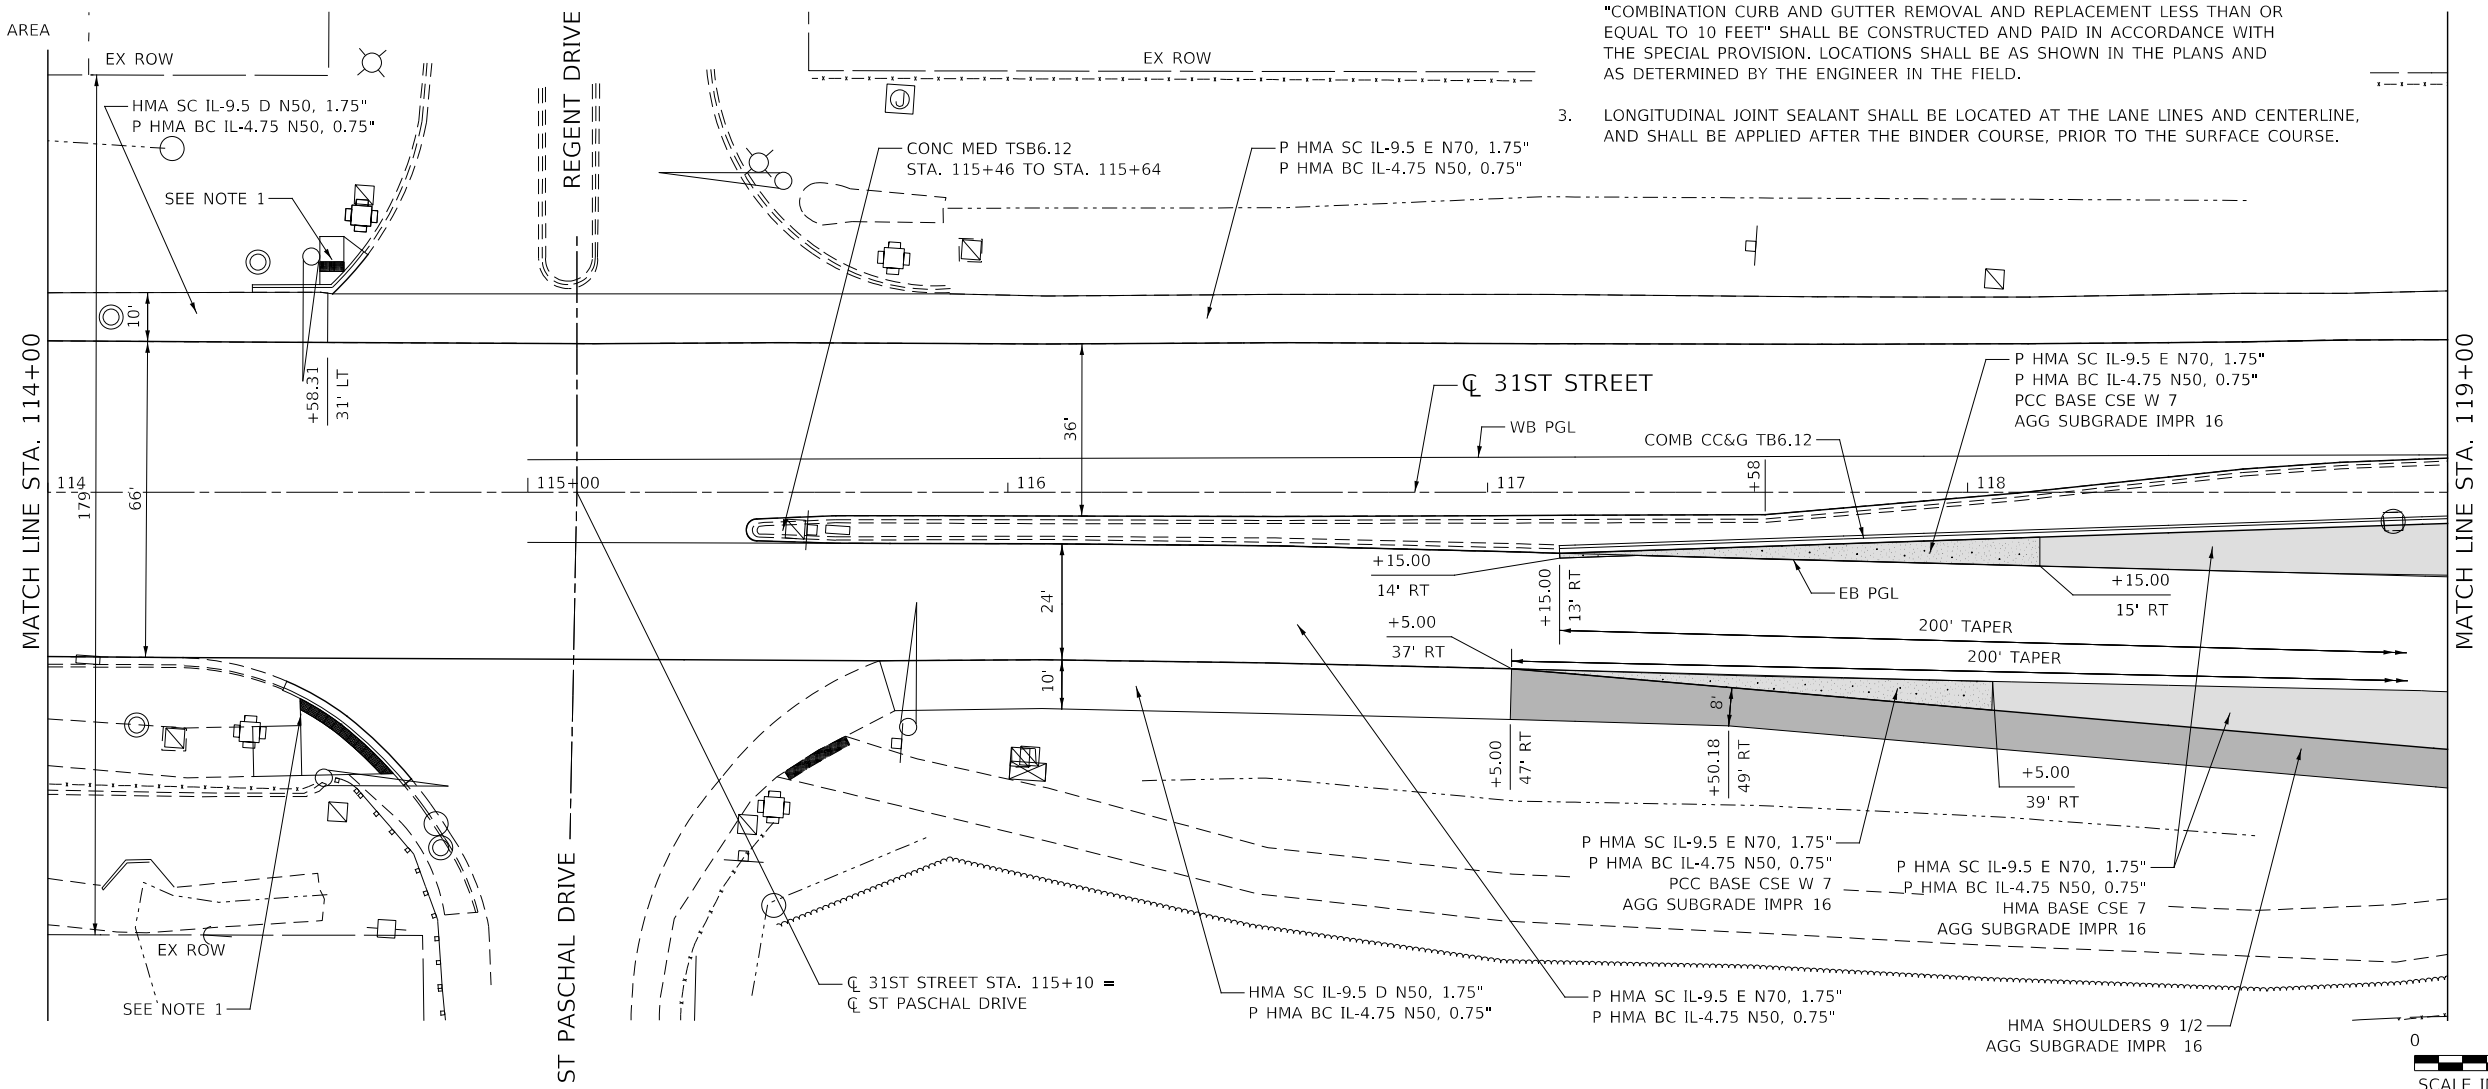 "COMBINATION CURB AND GUTTER REMOVAL AND REPLACEMENT LESS THAN OR
EQUAL TO 10 FEET" SHALL BE CONSTRUCTED AND PAID IN ACCORDANCE WITH
THE SPECIAL PROVISION. LOCATIONS SHALL BE AS SHOWN IN THE PLANS AND
AS DETERMINED BY THE ENGINEER IN THE FIELD.
3. LONGITUDINAL JOINT SEALANT SHALL BE LOCATED AT THE LANE LINES AND CENTERLINE,
AND SHALL BE APPLIED AFTER THE BINDER COURSE, PRIOR TO THE SURFACE COURSE.
AREA
EX ROW
EX ROW
REGENT DRIVE
J
HMA SC IL-9.5 D N50, 1.75"
P HMA BC IL-4.75 N50, 0.75"
SEE NOTE 1
CONC MED TSB6.12
STA. 115+46 TO STA. 115+64
P HMA SC IL-9.5 E N70, 1.75"
P HMA BC IL-4.75 N50, 0.75"
MATCH LINE STA. 114+00
MATCH LINE STA. 119+00
10'
+58.31
31' LT
36'
℄ 31ST STREET
WB PGL
COMB CC&G TB6.12
P HMA SC IL-9.5 E N70, 1.75"
P HMA BC IL-4.75 N50, 0.75"
PCC BASE CSE W 7
AGG SUBGRADE IMPR 16
114
115+00
116
117
+58
118
179'
66'
24'
10'
+15.00
14' RT
+15.00
13' RT
EB PGL
+15.00
15' RT
+5.00
37' RT
200' TAPER
200' TAPER
8'
+5.00
47' RT
+50.18
49' RT
+5.00
39' RT
P HMA SC IL-9.5 E N70, 1.75"
P HMA BC IL-4.75 N50, 0.75"
PCC BASE CSE W 7
AGG SUBGRADE IMPR 16
P HMA SC IL-9.5 E N70, 1.75"
P HMA BC IL-4.75 N50, 0.75"
HMA BASE CSE 7
AGG SUBGRADE IMPR 16
EX ROW
SEE NOTE 1
ST PASCHAL DRIVE
℄ 31ST STREET STA. 115+10 =
℄ ST PASCHAL DRIVE
HMA SC IL-9.5 D N50, 1.75"
P HMA BC IL-4.75 N50, 0.75"
P HMA SC IL-9.5 E N70, 1.75"
P HMA BC IL-4.75 N50, 0.75"
HMA SHOULDERS 9 1/2
AGG SUBGRADE IMPR 16
0
SCALE